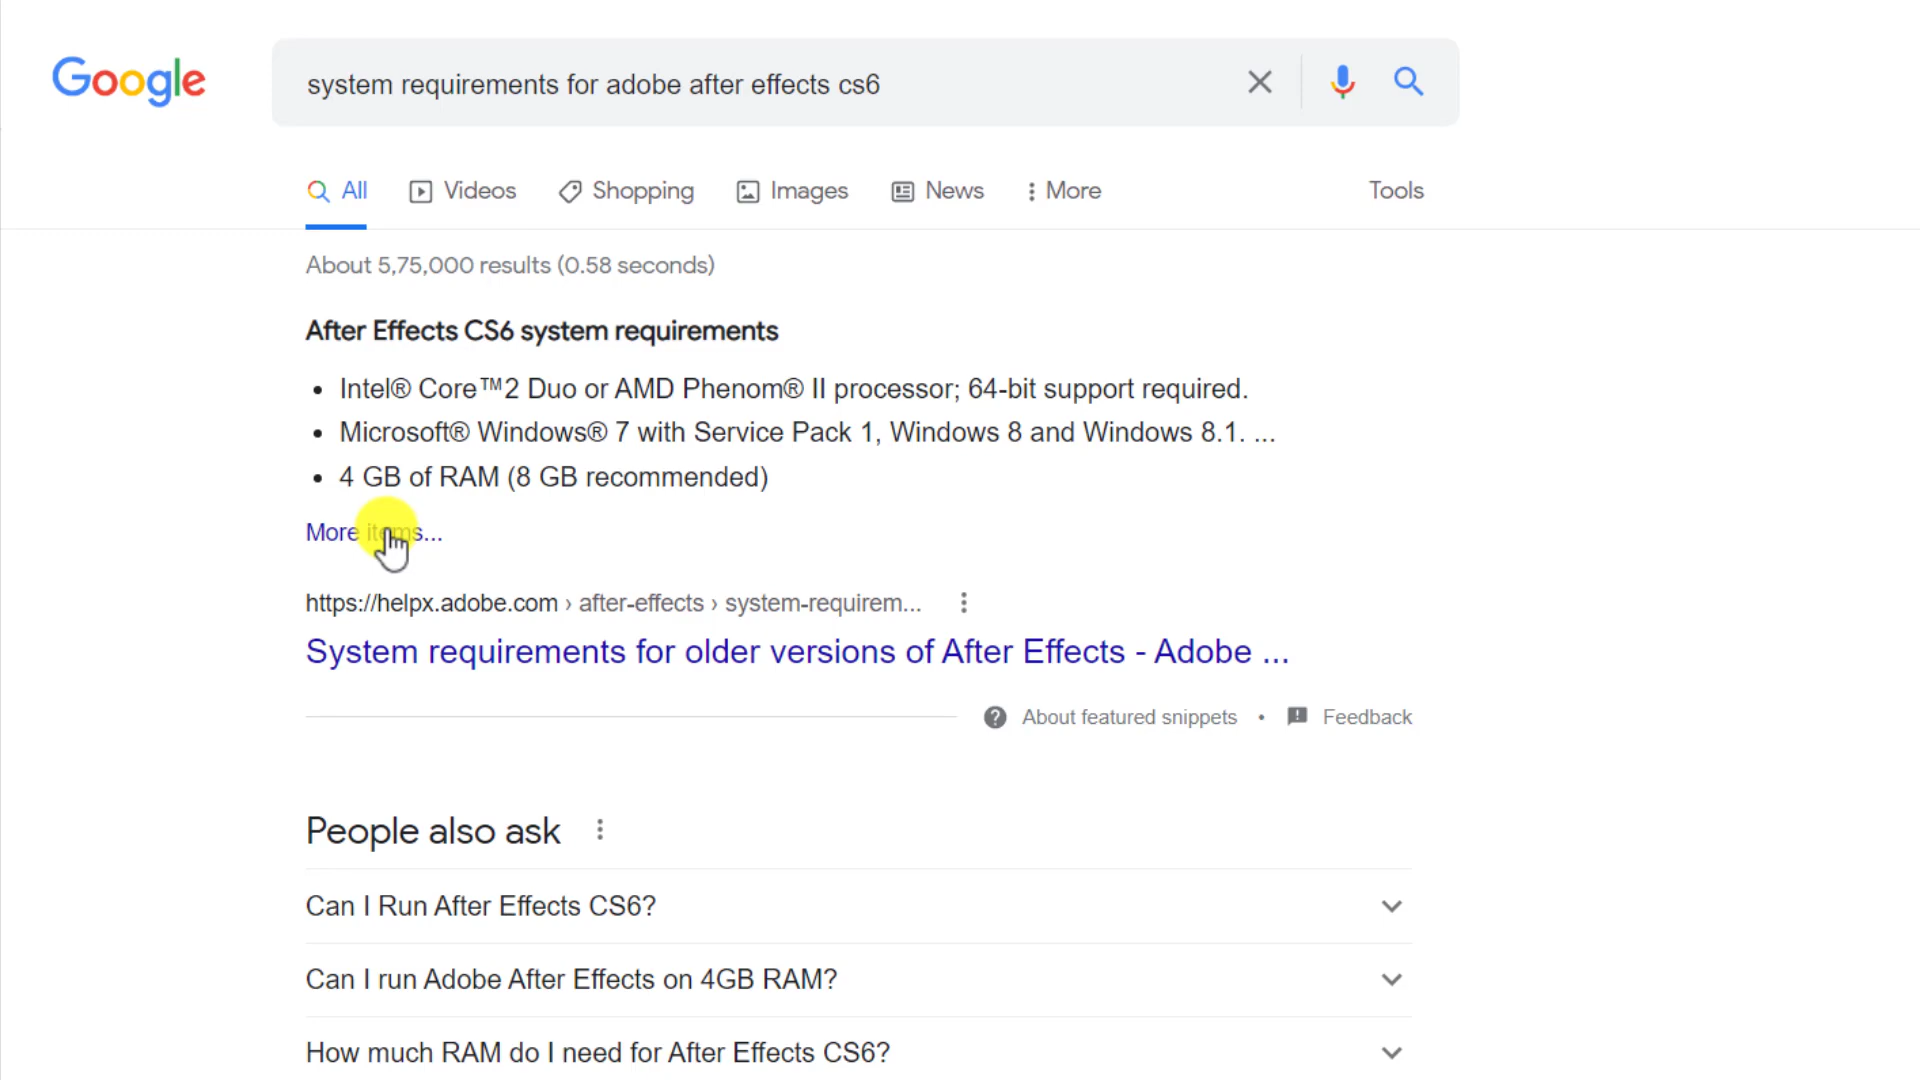 Google
system requirements for adobe after effects cs6
All Videos Shopping Images News More Tools
About 5,75,000 results (0.58 seconds)
After Effects CS6 system requirements
• Intel® Core™2 Duo or AMD Phenom® II processor; 64-bit support required.
• Microsoft® Windows® 7 with Service Pack 1, Windows 8 and Windows 8.1. ...
• 4 GB of RAM (8 GB recommended)
More items...
https://helpx.adobe.com › after-effects › system-requirem...
System requirements for older versions of After Effects - Adobe ...
About featured snippets • Feedback
People also ask
Can I Run After Effects CS6?
Can I run Adobe After Effects on 4GB RAM?
How much RAM do I need for After Effects CS6?